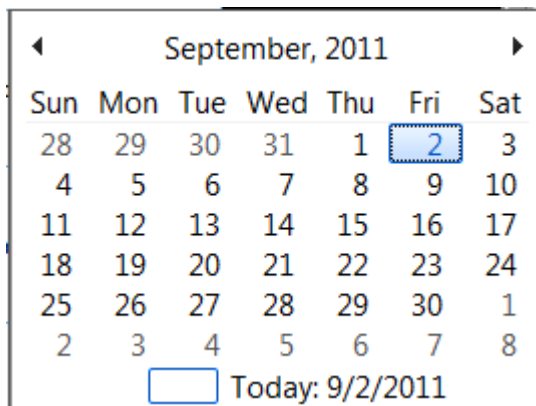 September, 2011
Sun Mon Tue Wed Thu Fri Sat
28 29 30 31 1 2 3
4 5 6 7 8 9 10
11 12 13 14 15 16 17
18 19 20 21 22 23 24
25 26 27 28 29 30 1
2 3 4 5 6 7 8
Today: 9/2/2011